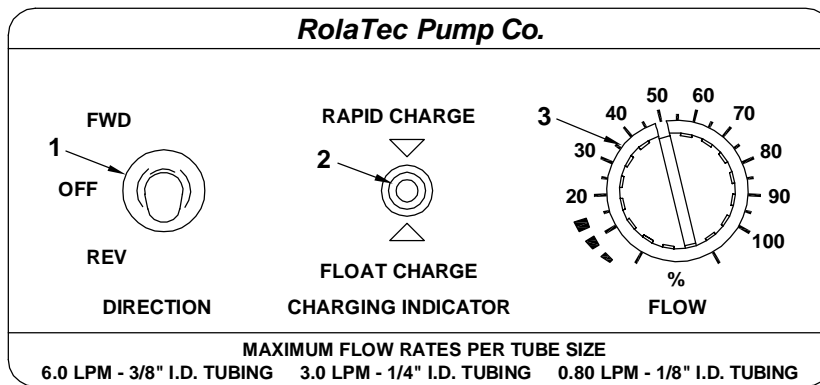 RolaTec Pump Co.
FWD
1
OFF
REV
DIRECTION
RAPID CHARGE
2
FLOAT CHARGE
CHARGING INDICATOR
3
20
30
40
50
60
70
80
90
100
%
FLOW
MAXIMUM FLOW RATES PER TUBE SIZE
6.0 LPM - 3/8" I.D. TUBING 3.0 LPM - 1/4" I.D. TUBING 0.80 LPM - 1/8" I.D. TUBING